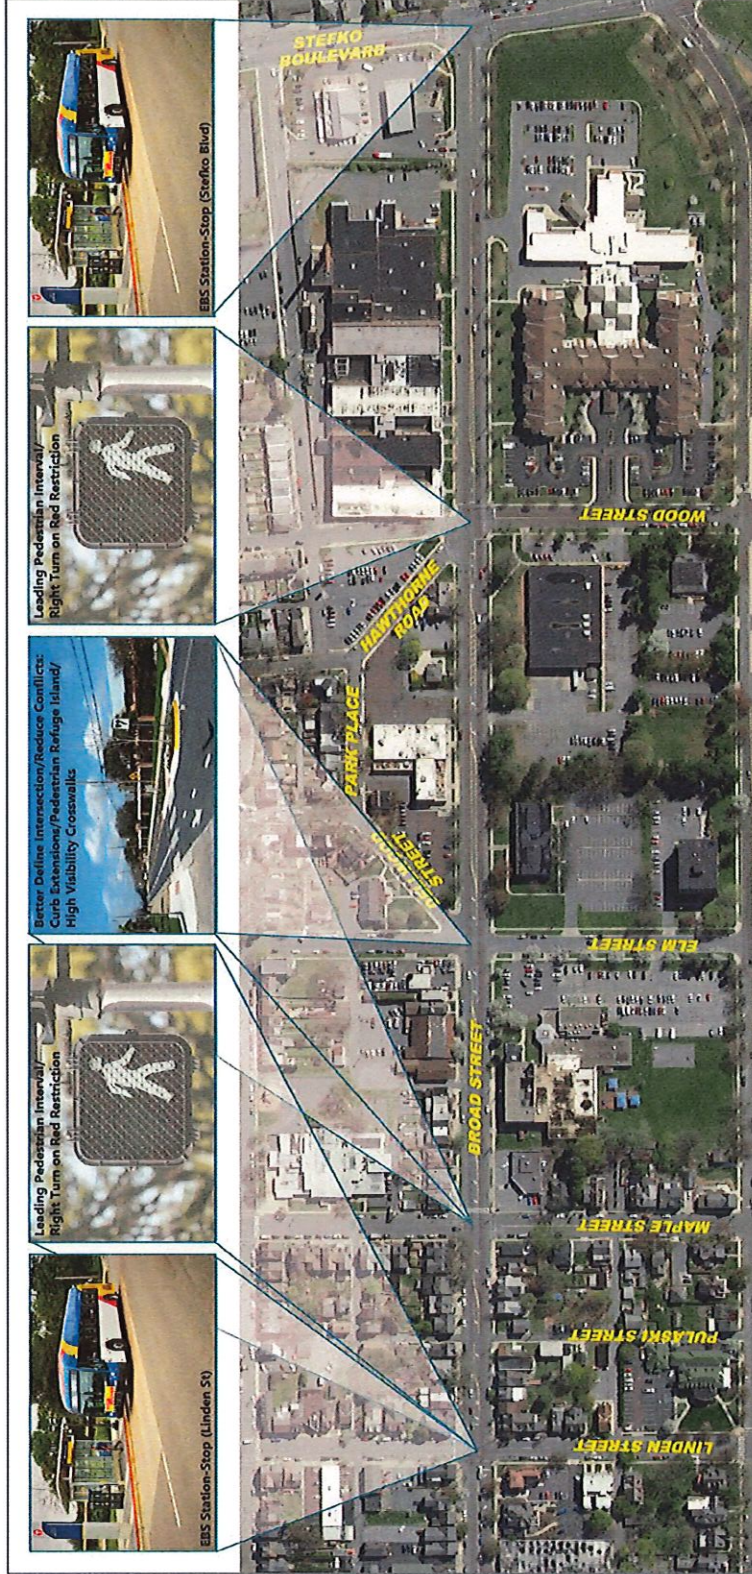 EBS Station-Stop (Linden St)
Leading Pedestrian Interval/
Right Turn on Red Restriction
Better Define Intersection/Reduce Conflicts:
Curb Extensions/Pedestrian Refuge Island/
High Visibility Crosswalks
Leading Pedestrian Interval/
Right Turn on Red Restriction
EBS Station-Stop (Stefko Blvd)
STEFKO
BOULEVARD
PARK PLACE
HAWTHORNE
ROAD
STREET
BROAD STREET
LINDEN STREET
PULASKI STREET
MAPLE STREET
ELM STREET
WOOD STREET